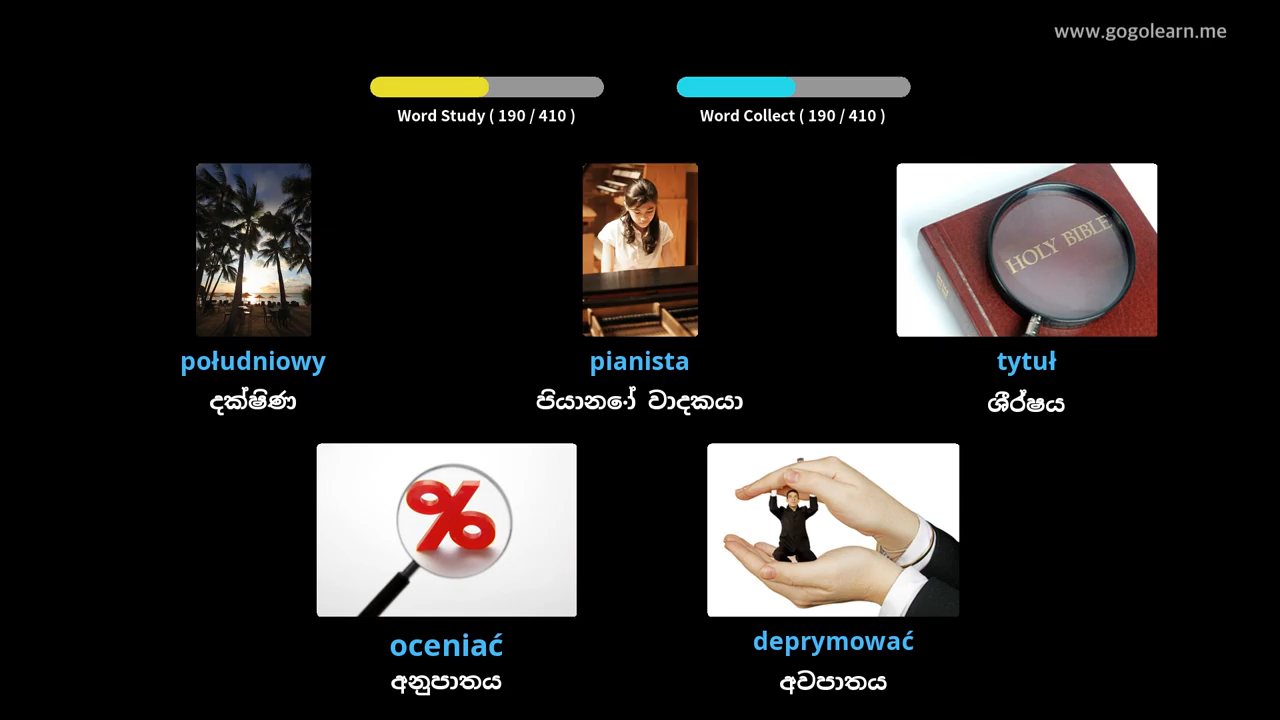 www.gogolearn.me
Word Study ( 190 / 410 )
Word Collect ( 190 / 410 )
HOLY BIBLE
południowy
pianista
tytuł
දක්ෂිණ
පියානෝ වාදකයා
ශීර්ෂය
oceniać
deprymować
අනුපාතය
අවපාතය